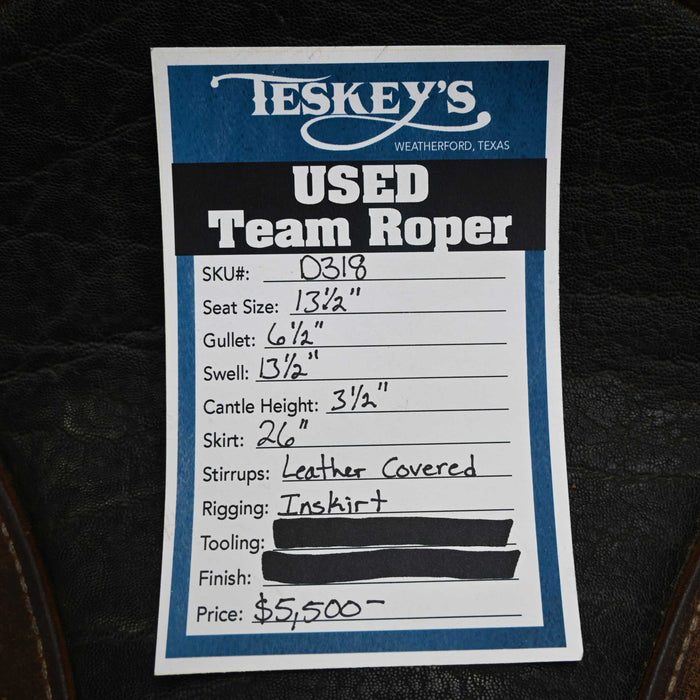 TESKEY'S
WEATHERFORD, TEXAS
USED
Team Roper
SKU#: D318
Seat Size: 13½"
Gullet: 6½"
Swell: 13½"
Cantle Height: 3½"
Skirt: 26"
Stirrups: Leather Covered
Rigging: Inskirt
Tooling:
Finish:
Price: $5,500-